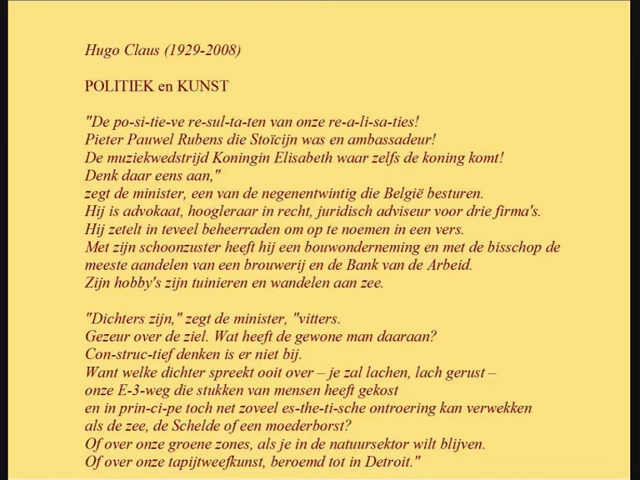 Hugo Claus (1929-2008)
POLITIEK en KUNST
"De po-si-tie-ve re-sul-ta-ten van onze re-a-li-sa-ties!
Pieter Pauwel Rubens die Stoïcijn was en ambassadeur!
De muziekwedstrijd Koningin Elisabeth waar zelfs de koning komt!
Denk daar eens aan,"
zegt de minister, een van de negenentwintig die België besturen.
Hij is advokaat, hoogleraar in recht, juridisch adviseur voor drie firma's.
Hij zetelt in teveel beheerraden om op te noemen in een vers.
Met zijn schoonzuster heeft hij een bouwonderneming en met de bisschop de
meeste aandelen van een brouwerij en de Bank van de Arbeid.
Zijn hobby's zijn tuinieren en wandelen aan zee.
"Dichters zijn," zegt de minister, "vitters.
Gezeur over de ziel. Wat heeft de gewone man daaraan?
Con-struc-tief denken is er niet bij.
Want welke dichter spreekt ooit over – je zal lachen, lach gerust –
onze E-3-weg die stukken van mensen heeft gekost
en in prin-ci-pe toch net zoveel es-the-ti-sche ontroering kan verwekken
als de zee, de Schelde of een moederborst?
Of over onze groene zones, als je in de natuursektor wilt blijven.
Of over onze tapijtweefkunst, beroemd tot in Detroit."